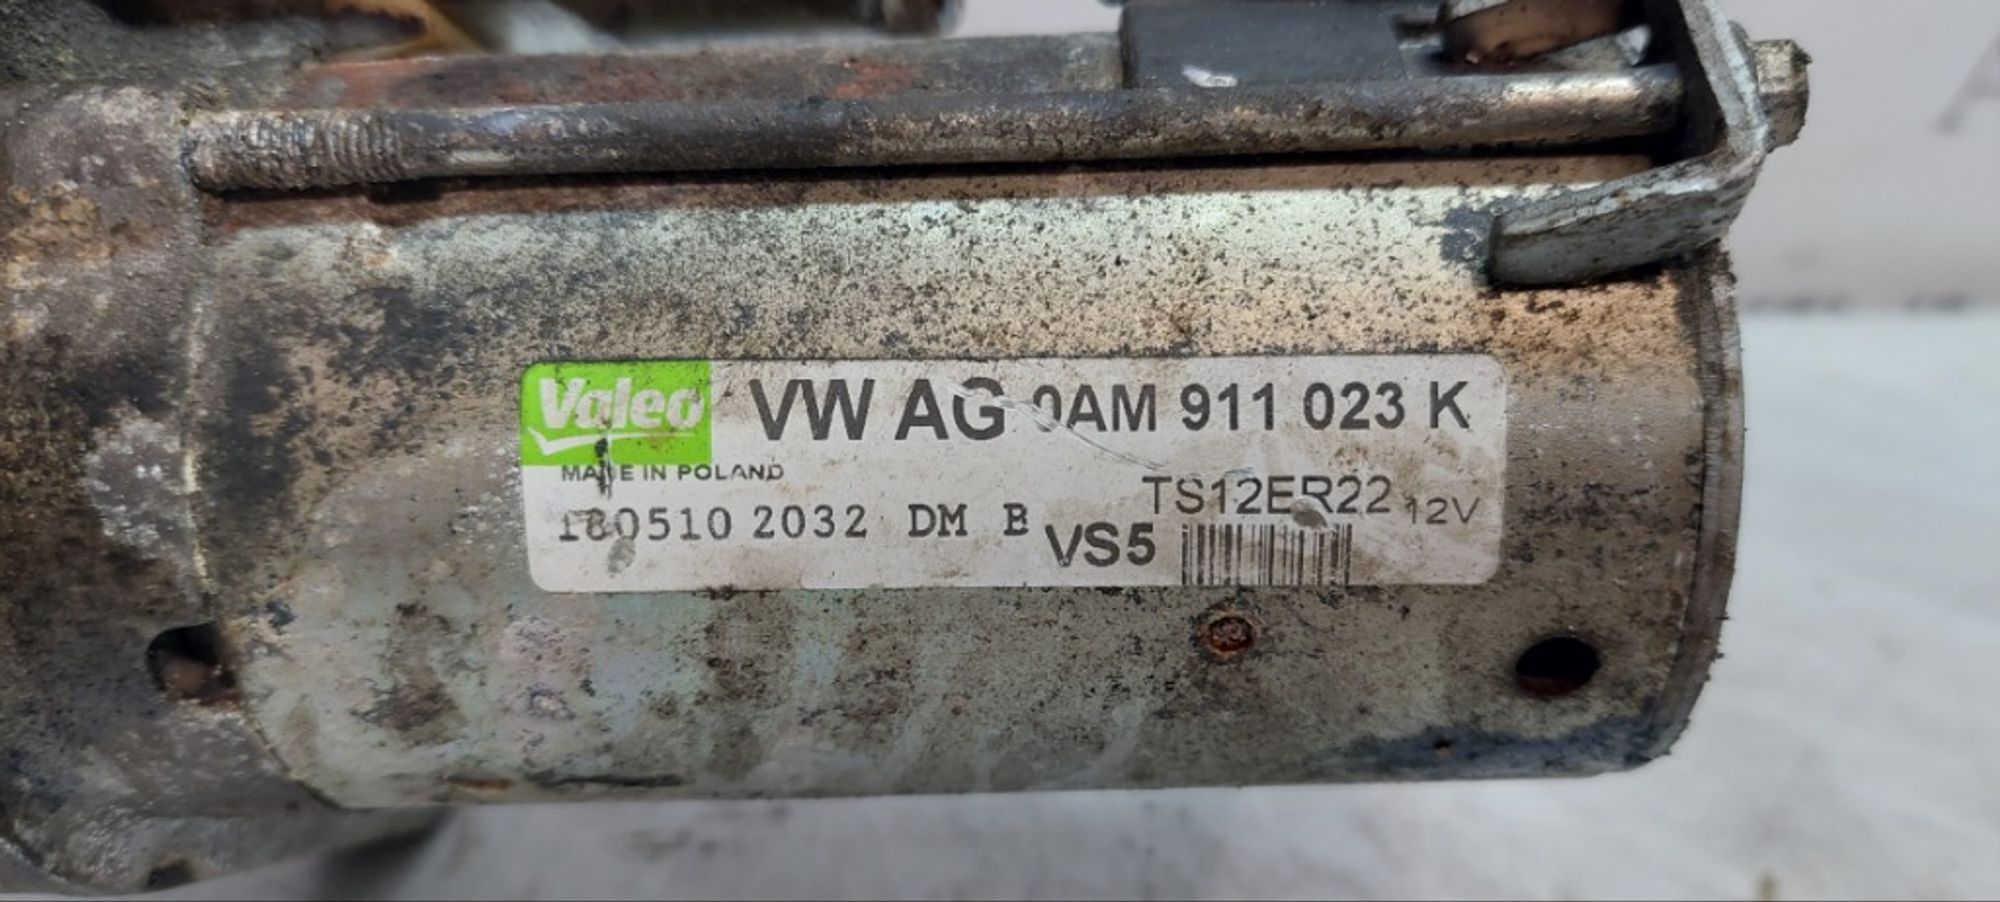 Valeo VW AG 0AM 911 023 K
MADE IN POLAND
TS12ER22 12V
180510 2032 DM B VS5